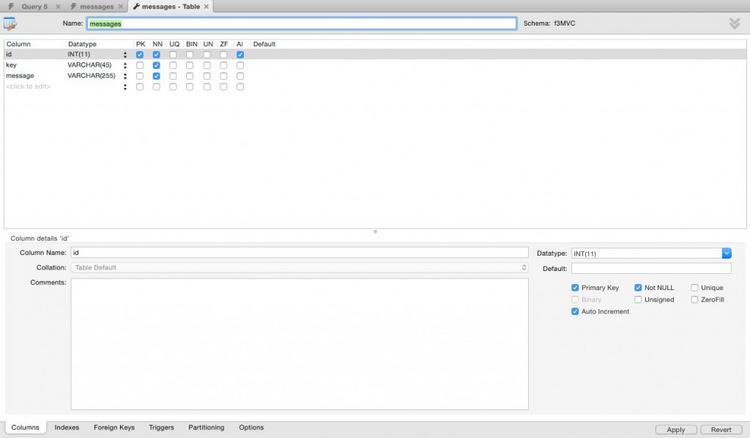 Query 5 messages messages - Table
Name: messages Schema: f3MVC
Column Datatype PK NN UQ BIN UN ZF AI Default
id INT(11)
key VARCHAR(45)
message VARCHAR(255)
<click to edit>
Column details 'id'
Column Name: id Datatype: INT(11)
Collation: Table Default Default:
Comments: Primary Key Not NULL Unique
Binary Unsigned ZeroFill
Auto Increment
Columns Indexes Foreign Keys Triggers Partitioning Options Apply Revert